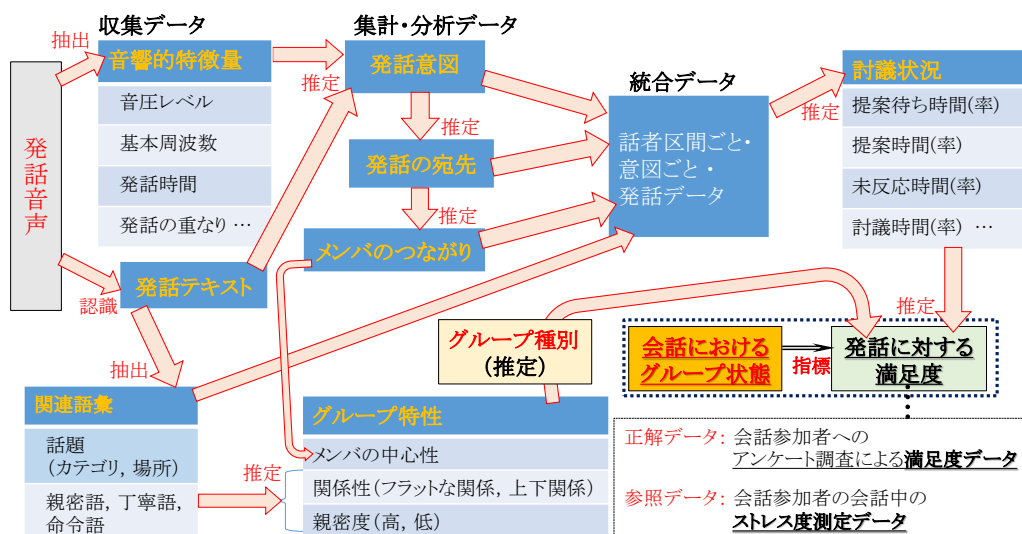 収集データ
集計・分析データ
抽出
音響的特徴量
音圧レベル
基本周波数
発話時間
発話の重なり …
発話音声
認識
発話テキスト
抽出
関連語彙
話題
(カテゴリ, 場所)
親密語, 丁寧語,
命令語
推定
発話意図
推定
推定
発話の宛先
推定
メンバのつながり
統合データ
話者区間ごと・
意図ごと・
発話データ
推定
討議状況
提案待ち時間(率)
提案時間(率)
未反応時間(率)
討議時間(率) …
推定
グループ種別
(推定)
グループ特性
メンバの中心性
関係性(フラットな関係, 上下関係)
親密度(高, 低)
会話における
グループ状態
指標
発話に対する
満足度
正解データ: 会話参加者への
アンケート調査による満足度データ
参照データ: 会話参加者の会話中の
ストレス度測定データ